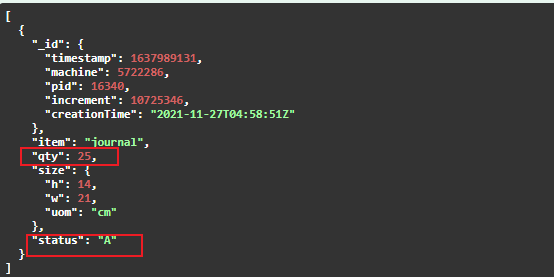 [
  {
    "_id": {
      "timestamp": 1637989131,
      "machine": 5722286,
      "pid": 16340,
      "increment": 10725346,
      "creationTime": "2021-11-27T04:58:51Z"
    },
    "item": "journal",
    "qty": 25,
    "size": {
      "h": 14,
      "w": 21,
      "uom": "cm"
    },
    "status": "A"
  }
]